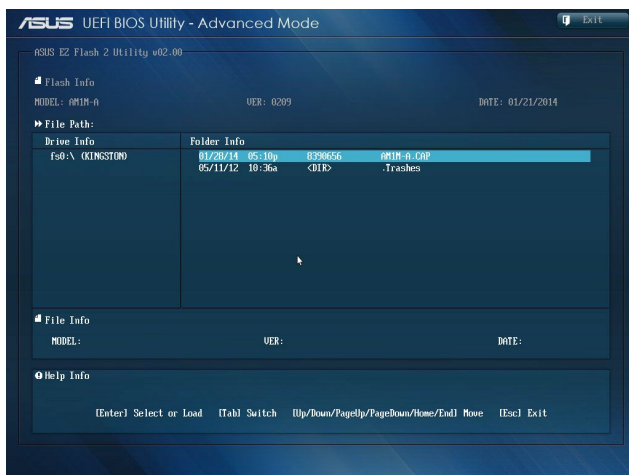 ASUS UEFI BIOS Utility - Advanced Mode
Exit
ASUS EZ Flash 2 Utility v02.00
Flash Info
MODEL: AM1M-A VER: 0209 DATE: 01/21/2014
File Path:
Drive Info Folder Info
fs0:\ (KINGSTON) 01/28/14 05:10p 8390656 AM1M-A.CAP
05/11/12 10:36a <DIR> .Trashes
File Info
MODEL: VER: DATE:
Help Info
[Enter] Select or Load [Tab] Switch [Up/Down/PageUp/PageDown/Home/End] Move [Esc] Exit